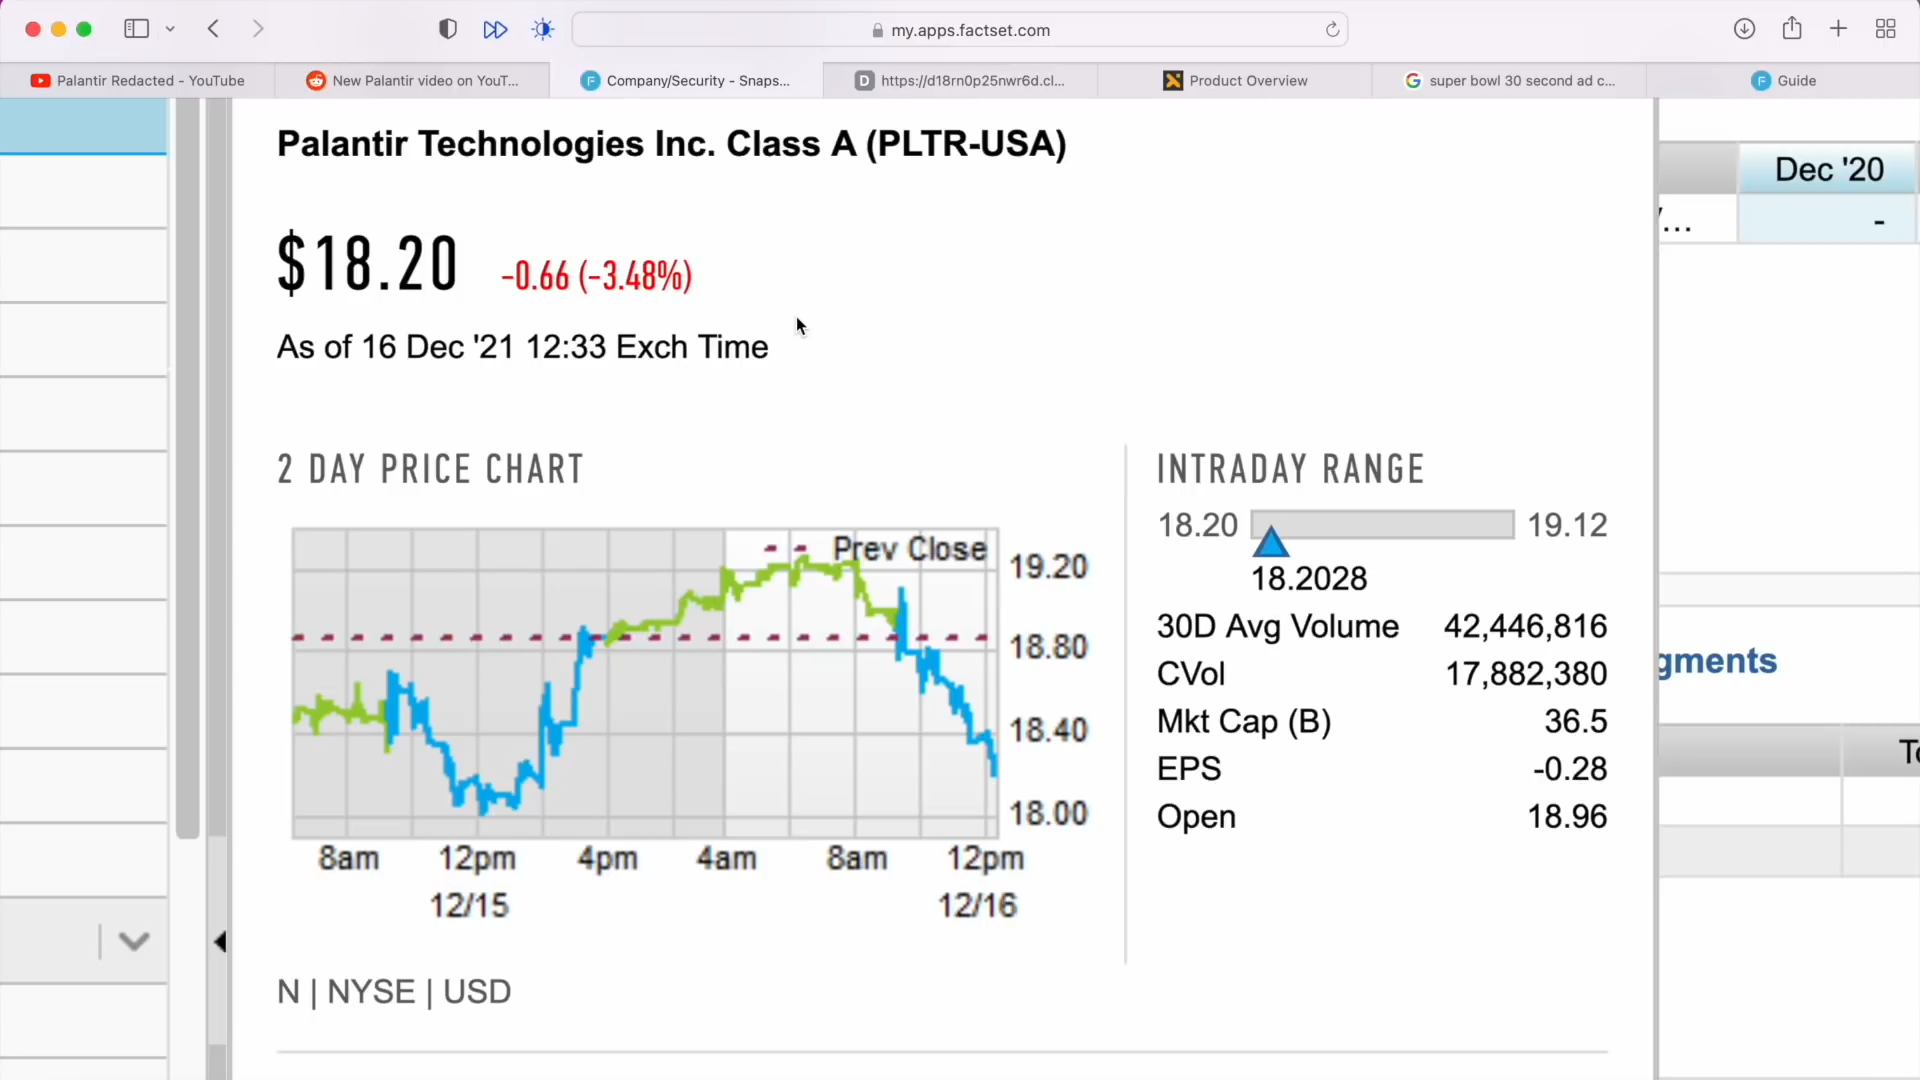 my.apps.factset.com
Palantir Redacted - YouTube
New Palantir video on YouT...
Company/Security - Snaps...
https://d18rn0p25nwr6d.cl...
Product Overview
super bowl 30 second ad c...
Guide
Palantir Technologies Inc. Class A (PLTR-USA)
Dec '20
-
$18.20 -0.66 (-3.48%)
As of 16 Dec '21 12:33 Exch Time
2 DAY PRICE CHART
Prev Close
19.20
18.80
18.40
18.00
8am 12pm 4pm 4am 8am 12pm
12/15 12/16
INTRADAY RANGE
18.20 19.12
18.2028
30D Avg Volume 42,446,816
CVol 17,882,380
Mkt Cap (B) 36.5
EPS -0.28
Open 18.96
gments
N | NYSE | USD